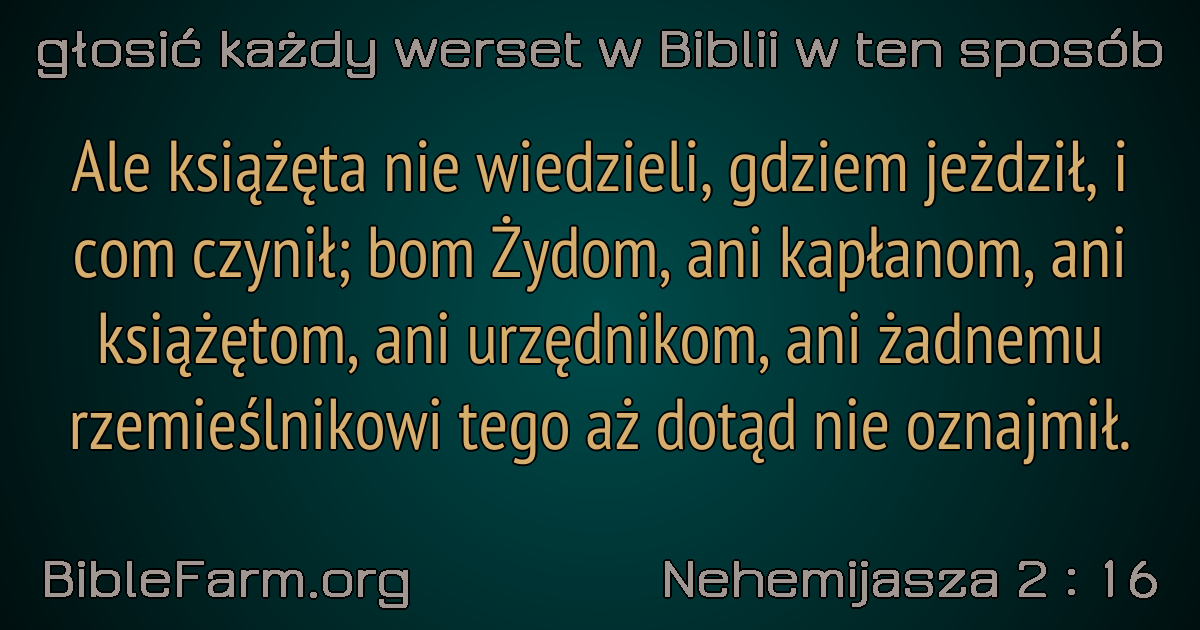 głosić każdy werset w Biblii w ten sposób
Ale książęta nie wiedzieli, gdziem jeżdził, i
com czynił; bom Żydom, ani kapłanom, ani
książętom, ani urzędnikom, ani żadnemu
rzemieślnikowi tego aż dotąd nie oznajmił.
BibleFarm.org
Nehemijasza 2 : 16